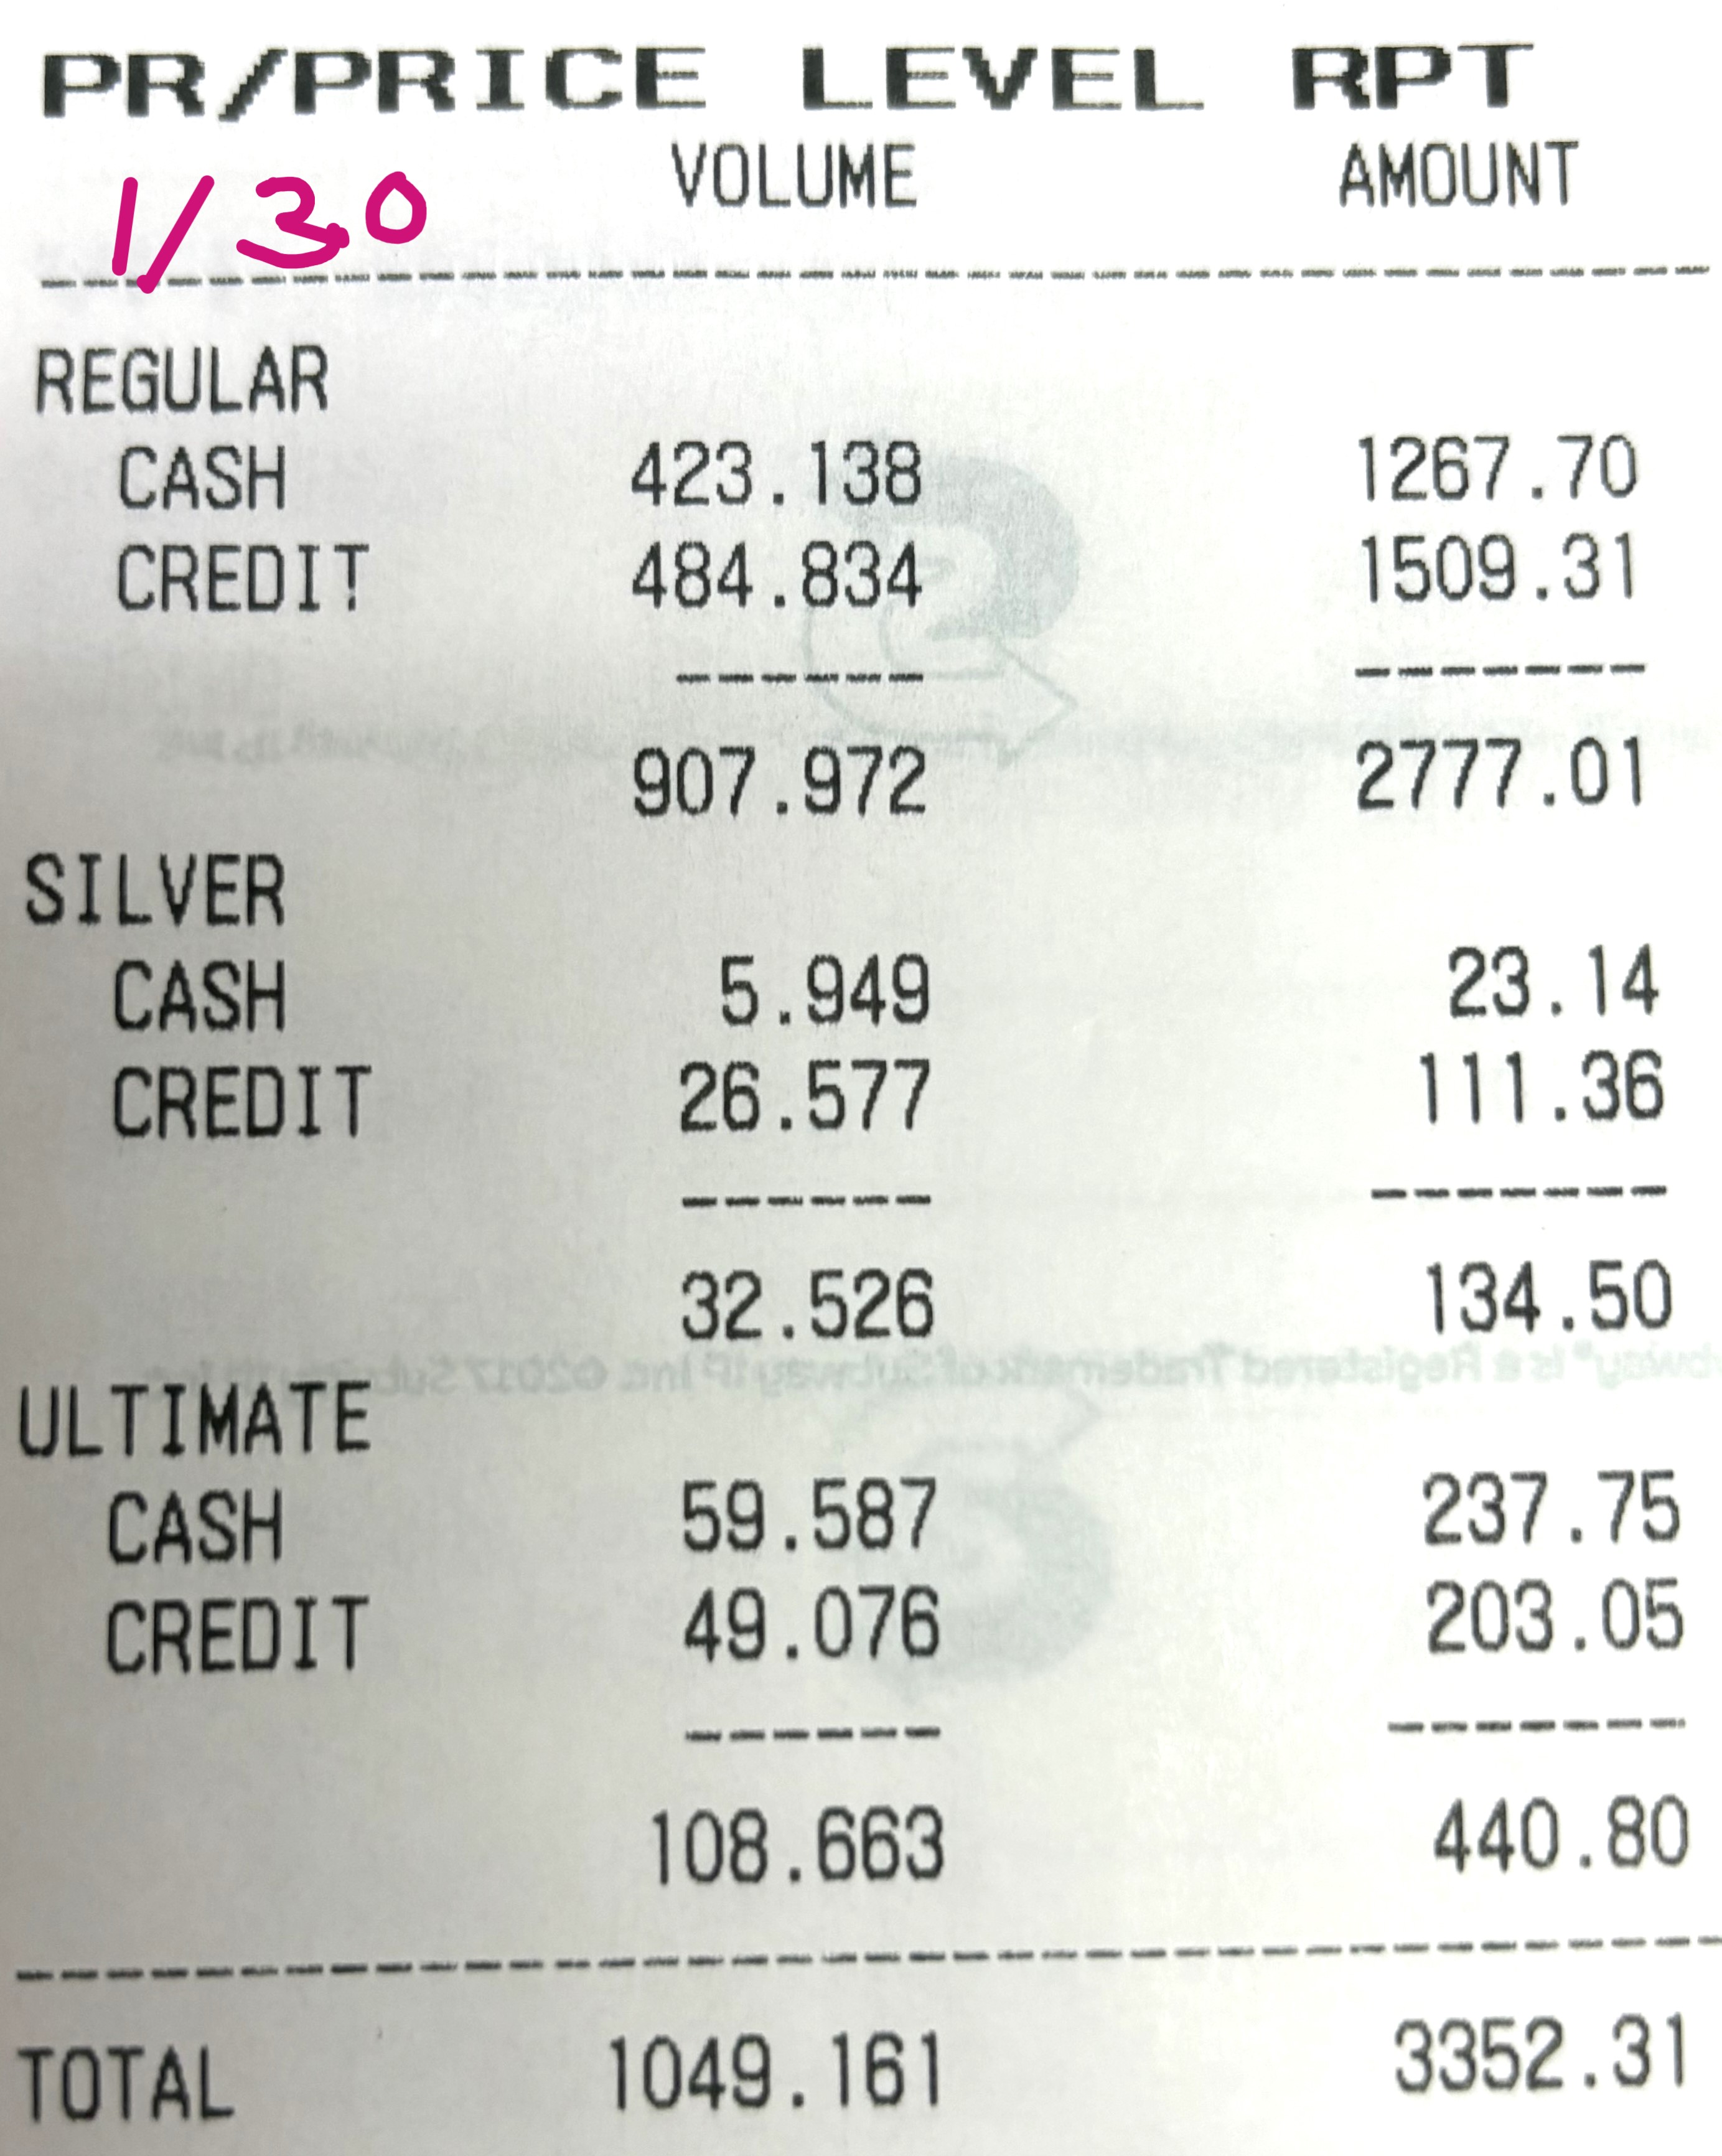 PR/PRICE LEVEL RPT
VOLUME AMOUNT
1/30
REGULAR
CASH 423.138 1267.70
CREDIT 484.834 1509.31
907.972 2777.01
SILVER
CASH 5.949 23.14
CREDIT 26.577 111.36
32.526 134.50
bway® is a Registered Trademark of Subway IP Inc. ©2017 Subway IP Inc.
ULTIMATE
CASH 59.587 237.75
CREDIT 49.076 203.05
108.663 440.80
TOTAL 1049.161 3352.31